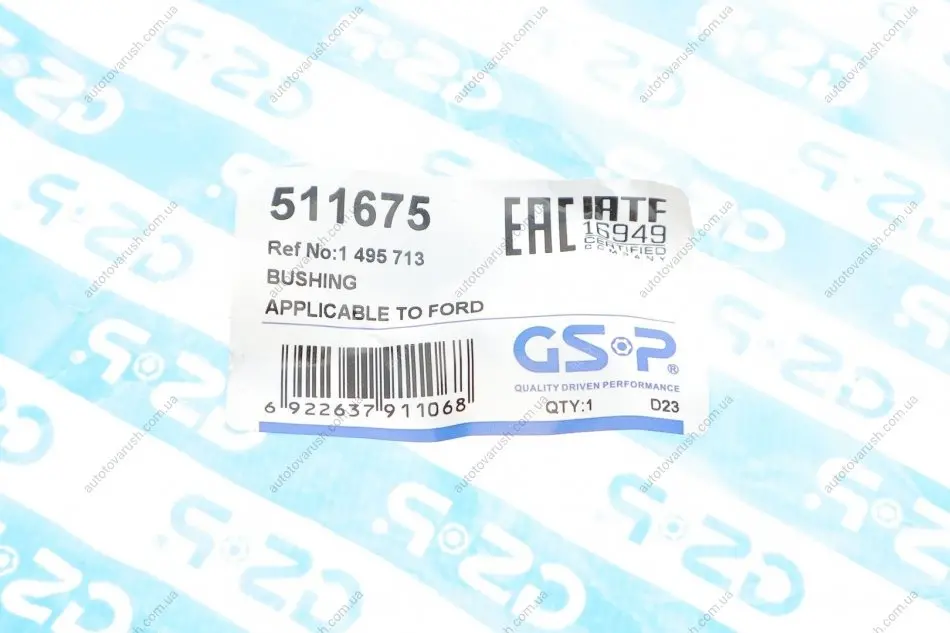 511675
Ref No:1 495 713
BUSHING
APPLICABLE TO FORD
EAC
IATF
16949
CERTIFIED
COMPANY
6 922637 911068
GSP®
QUALITY DRIVEN PERFORMANCE
QTY:1 D23
autotovarush.com.ua